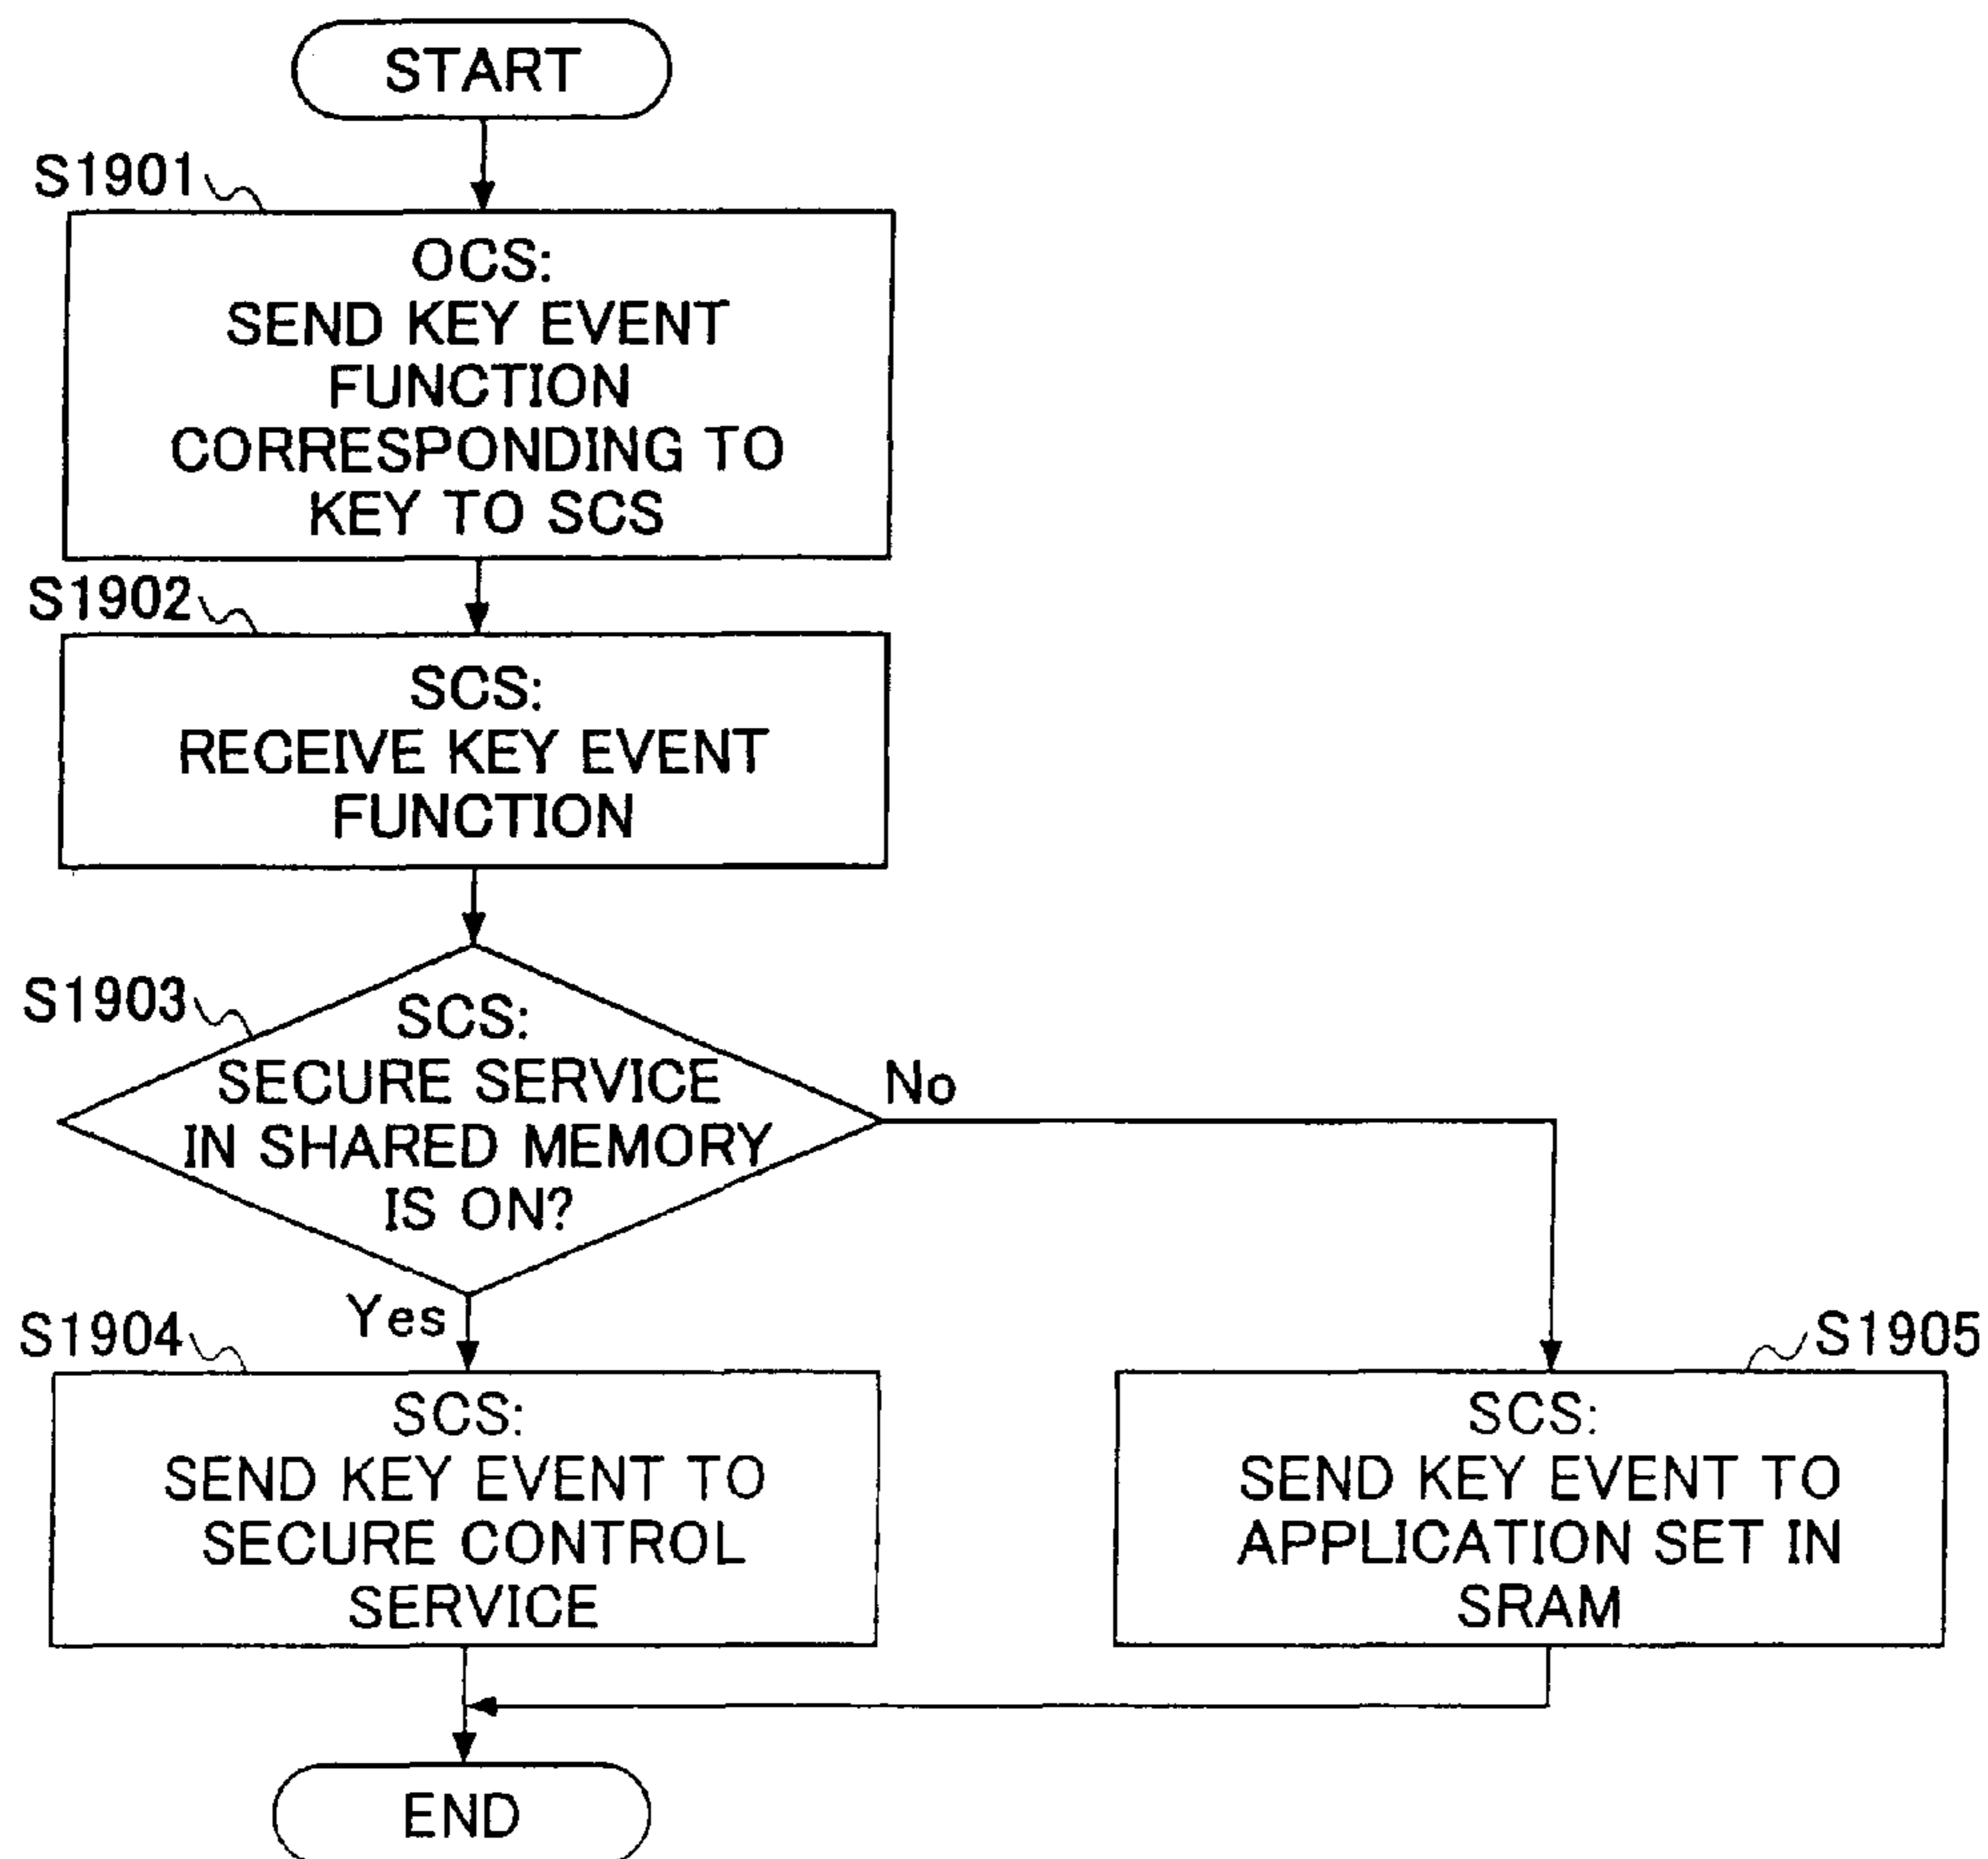 START
S1901
OCS:
SEND KEY EVENT
FUNCTION
CORRESPONDING TO
KEY TO SCS
S1902
SCS:
RECEIVE KEY EVENT
FUNCTION
S1903
SCS:
SECURE SERVICE
IN SHARED MEMORY
IS ON?
No
Yes
S1904
SCS:
SEND KEY EVENT TO
SECURE CONTROL
SERVICE
S1905
SCS:
SEND KEY EVENT TO
APPLICATION SET IN
SRAM
END